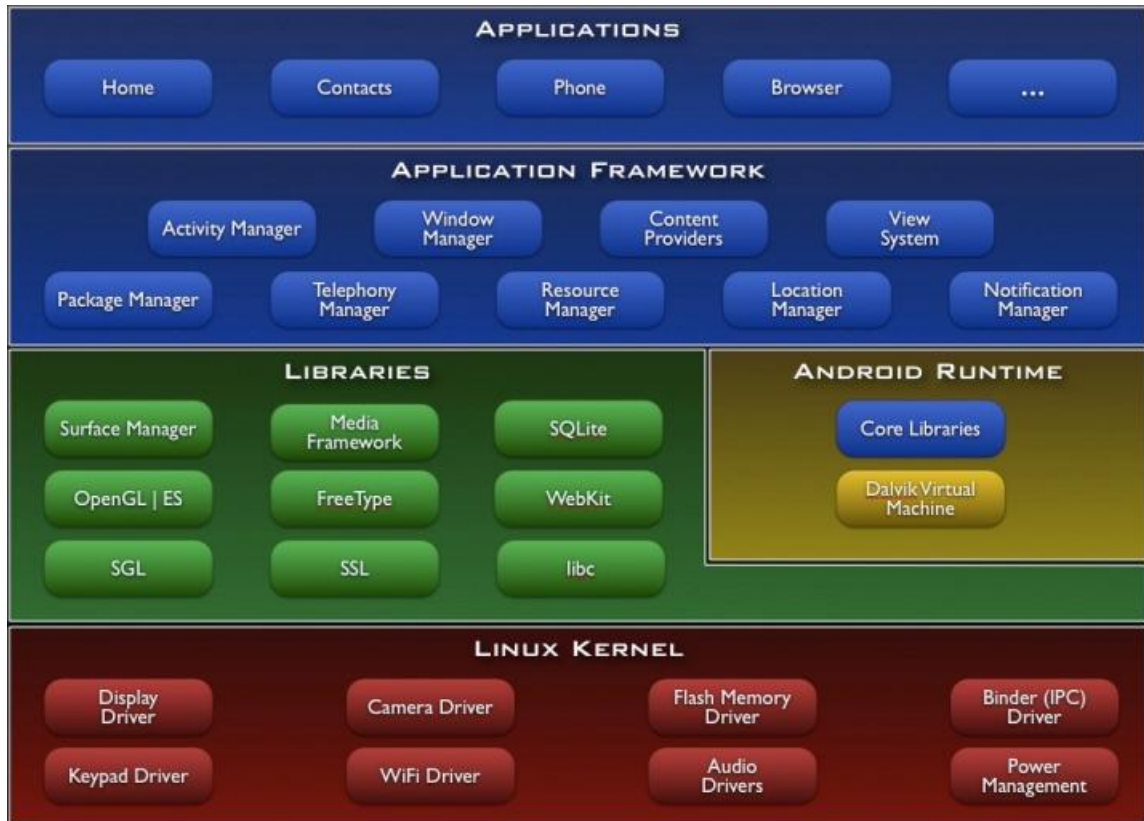 APPLICATIONS
Home
Contacts
Phone
Browser
...
APPLICATION FRAMEWORK
Activity Manager
Window
Manager
Content
Providers
View
System
Package Manager
Telephony
Manager
Resource
Manager
Location
Manager
Notification
Manager
LIBRARIES
Surface Manager
Media
Framework
SQLite
OpenGL | ES
FreeType
WebKit
SGL
SSL
libc
ANDROID RUNTIME
Core Libraries
Dalvik Virtual
Machine
LINUX KERNEL
Display
Driver
Camera Driver
Flash Memory
Driver
Binder (IPC)
Driver
Keypad Driver
WiFi Driver
Audio
Drivers
Power
Management